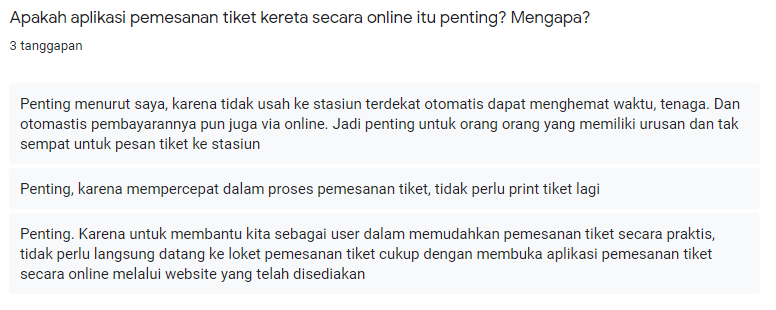 Apakah aplikasi pemesanan tiket kereta secara online itu penting? Mengapa?
3 tanggapan
Penting menurut saya, karena tidak usah ke stasiun terdekat otomatis dapat menghemat waktu, tenaga. Dan
otomastis pembayarannya pun juga via online. Jadi penting untuk orang orang yang memiliki urusan dan tak
sempat untuk pesan tiket ke stasiun
Penting, karena mempercepat dalam proses pemesanan tiket, tidak perlu print tiket lagi
Penting. Karena untuk membantu kita sebagai user dalam memudahkan pemesanan tiket secara praktis,
tidak perlu langsung datang ke loket pemesanan tiket cukup dengan membuka aplikasi pemesanan tiket
secara online melalui website yang telah disediakan